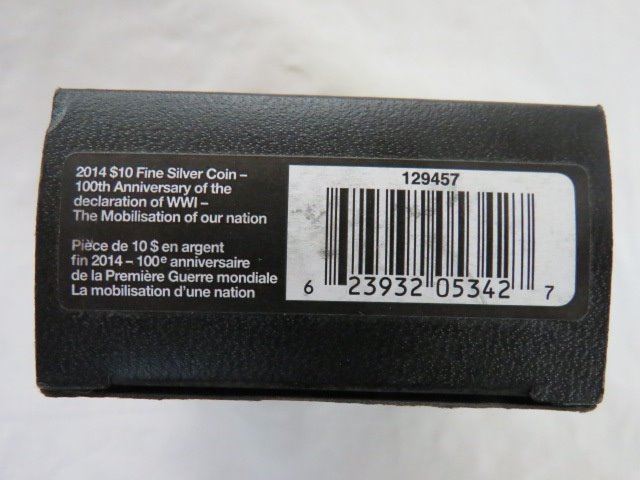 2014 $10 Fine Silver Coin –
100th Anniversary of the
declaration of WWI –
The Mobilisation of our nation
Pièce de 10 $ en argent
fin 2014 – 100e anniversaire
de la Première Guerre mondiale
La mobilisation d'une nation
129457
6 23932 05342 7